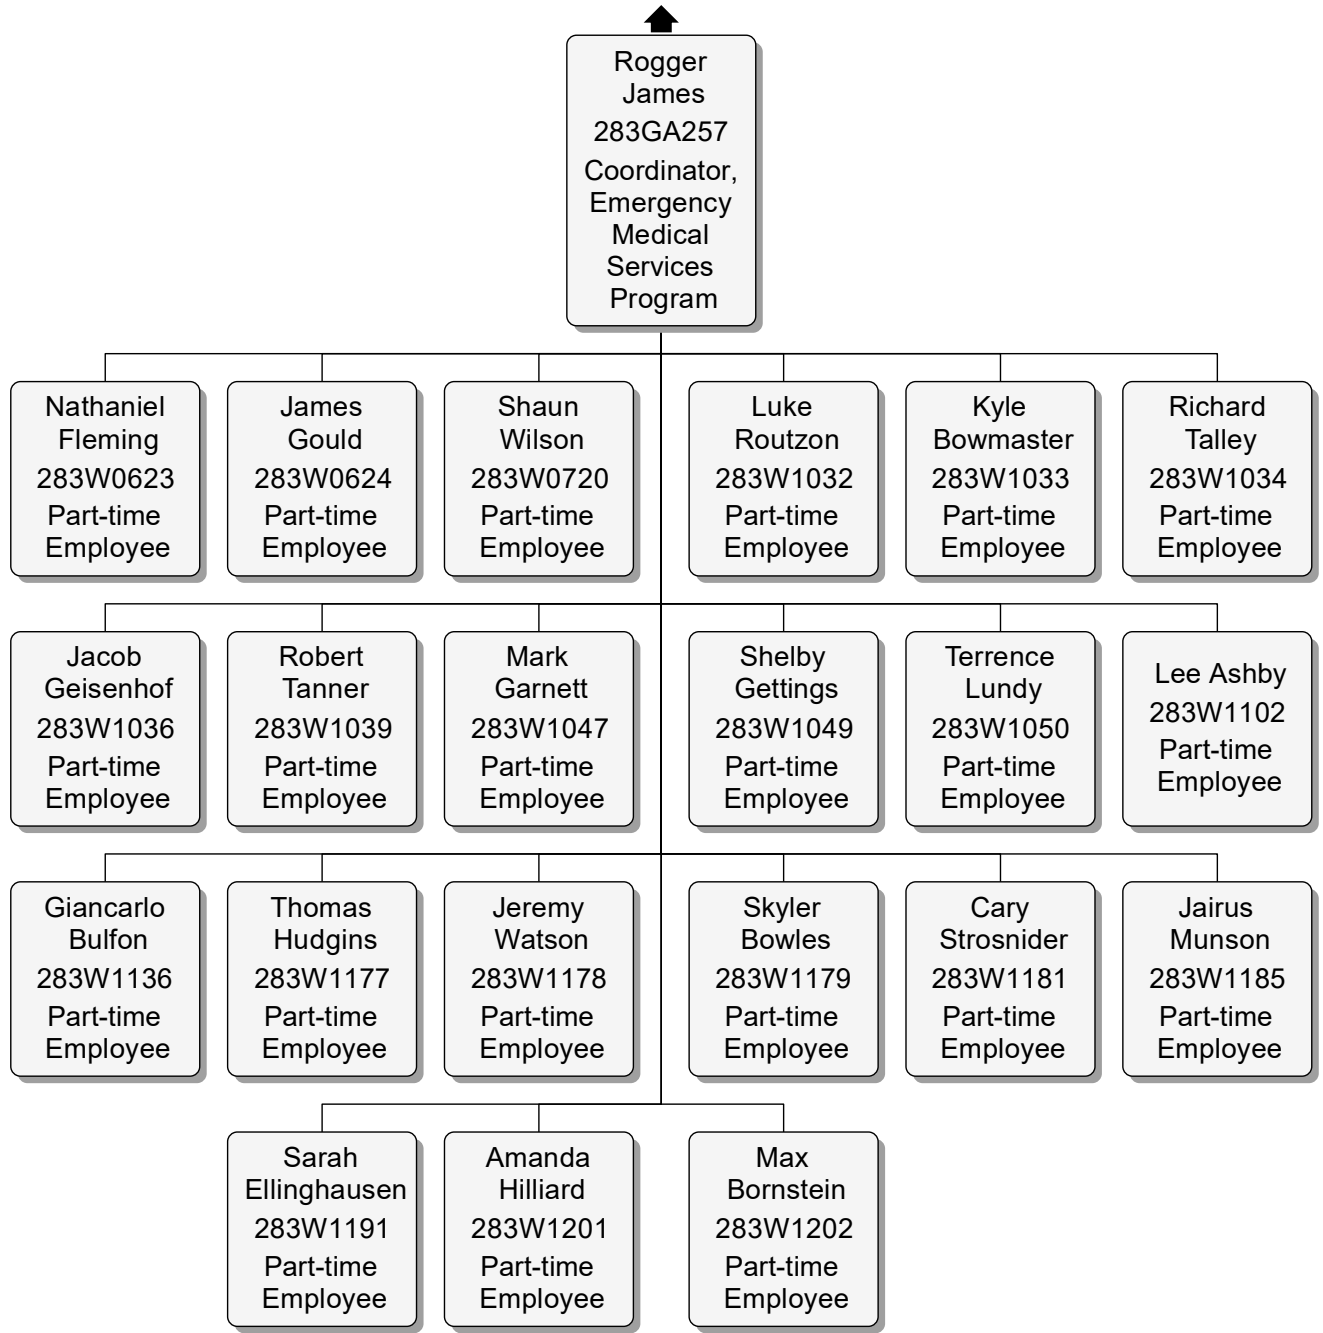 Rogger
James
283GA257
Coordinator,
Emergency
Medical
Services
Program
Nathaniel
Fleming
283W0623
Part-time
Employee
James
Gould
283W0624
Part-time
Employee
Shaun
Wilson
283W0720
Part-time
Employee
Luke
Routzon
283W1032
Part-time
Employee
Kyle
Bowmaster
283W1033
Part-time
Employee
Richard
Talley
283W1034
Part-time
Employee
Jacob
Geisenhof
283W1036
Part-time
Employee
Robert
Tanner
283W1039
Part-time
Employee
Mark
Garnett
283W1047
Part-time
Employee
Shelby
Gettings
283W1049
Part-time
Employee
Terrence
Lundy
283W1050
Part-time
Employee
Lee Ashby
283W1102
Part-time
Employee
Giancarlo
Bulfon
283W1136
Part-time
Employee
Thomas
Hudgins
283W1177
Part-time
Employee
Jeremy
Watson
283W1178
Part-time
Employee
Skyler
Bowles
283W1179
Part-time
Employee
Cary
Strosnider
283W1181
Part-time
Employee
Jairus
Munson
283W1185
Part-time
Employee
Sarah
Ellinghausen
283W1191
Part-time
Employee
Amanda
Hilliard
283W1201
Part-time
Employee
Max
Bornstein
283W1202
Part-time
Employee